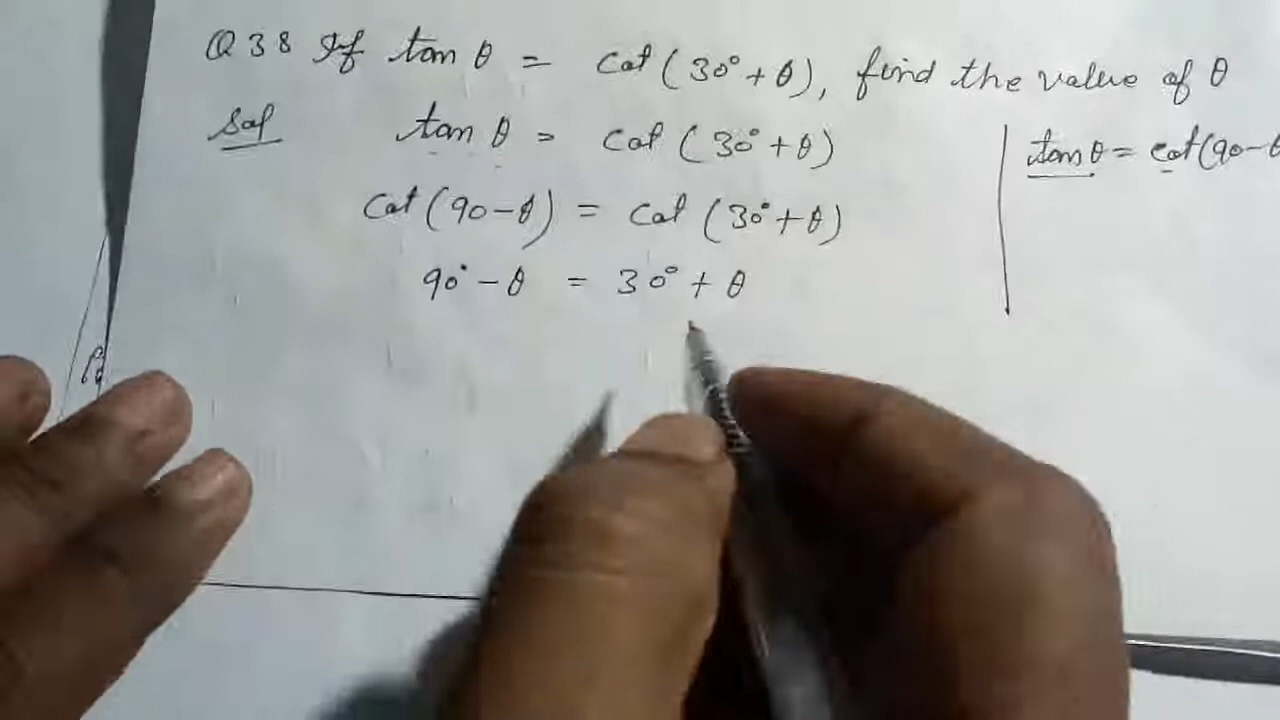 Q38 If tan θ = cot (30° + θ), find the value of θ
Sol tan θ = cot (30° + θ)
tan θ = cot (90-θ
cot (90-θ) = cot (30° + θ)
90° - θ = 30° + θ